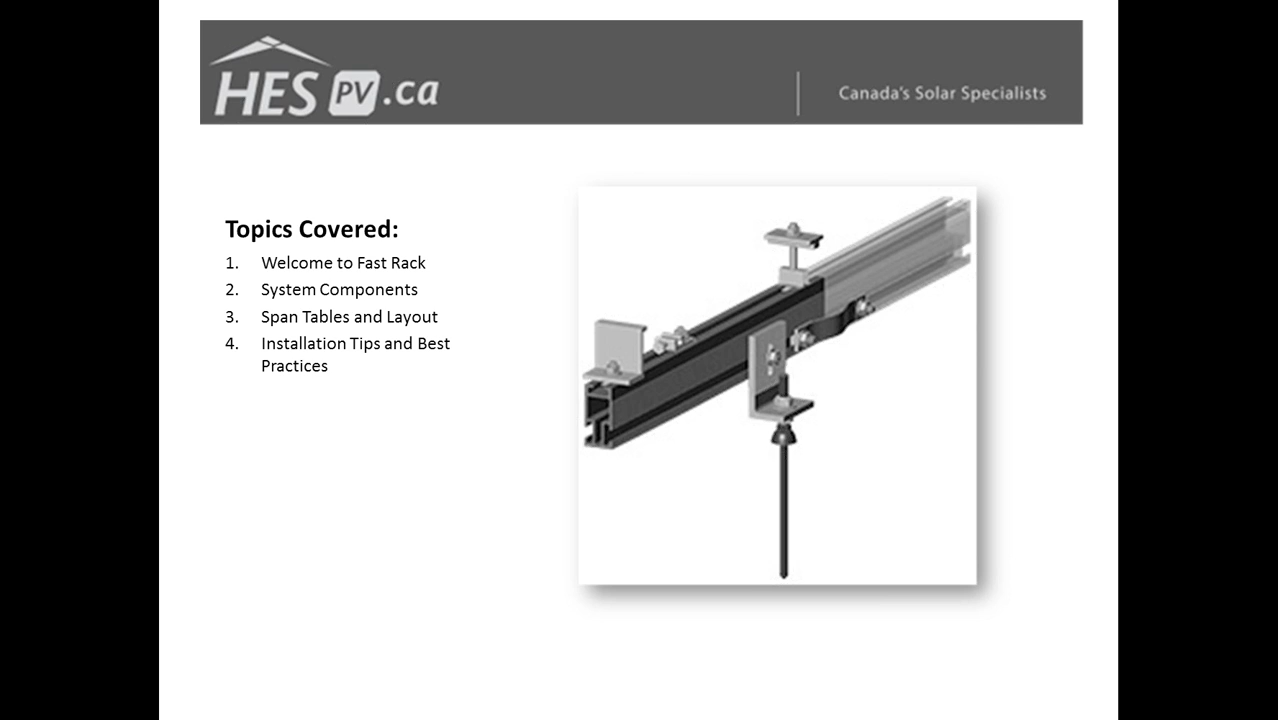 HES PV.ca
Canada's Solar Specialists
Topics Covered:
1. Welcome to Fast Rack
2. System Components
3. Span Tables and Layout
4. Installation Tips and Best
Practices